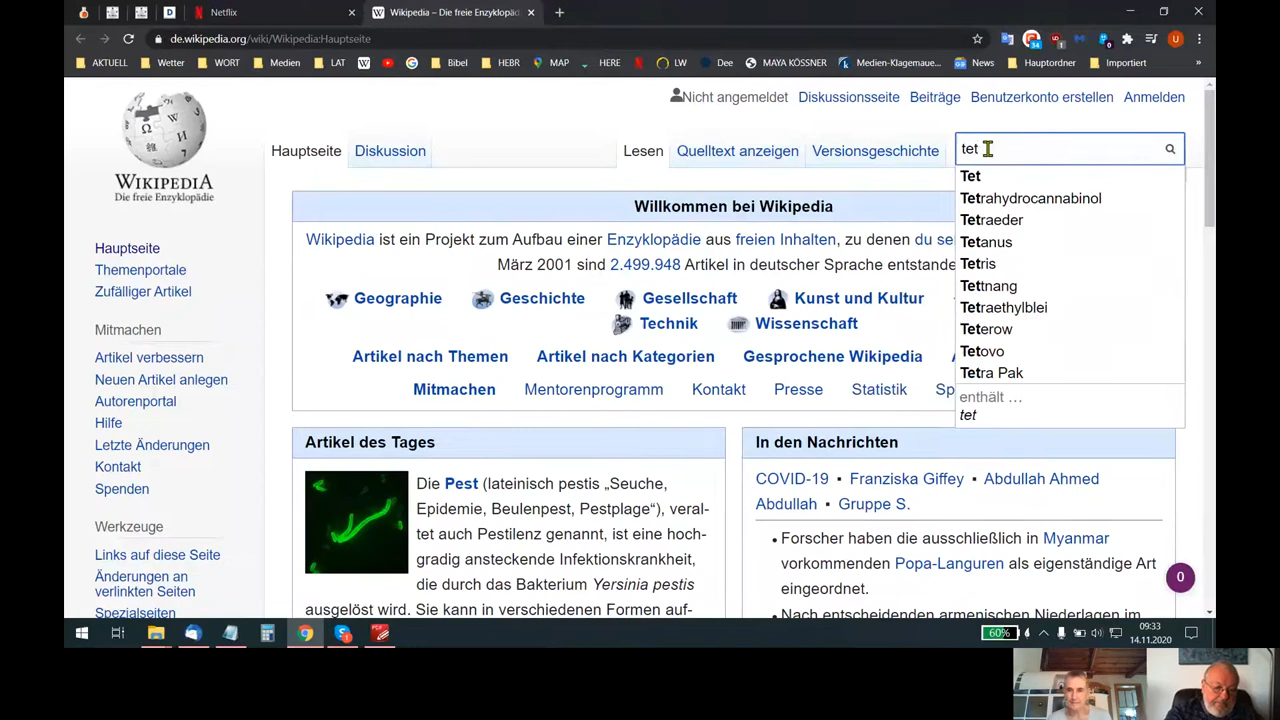 Netflix
Wikipedia – Die freie Enzyklopäd
de.wikipedia.org/wiki/Wikipedia:Hauptseite
AKTUELL Wetter WORT Medien LAT Bibel HEBR MAP HERE LW Dee MAYA KÖSSNER Medien-Klagemaue... News Hauptordner Importiert »
Nicht angemeldet Diskussionsseite Beiträge Benutzerkonto erstellen Anmelden
Hauptseite Diskussion Lesen Quelltext anzeigen Versionsgeschichte
tet
Tet
Tetrahydrocannabinol
Tetraeder
Tetanus
Tetris
Tettnang
Tetraethylblei
Teterow
Tetovo
Tetra Pak
enthält …
tet
WIKIPEDIA
Die freie Enzyklopädie
Hauptseite
Themenportale
Zufälliger Artikel
Mitmachen
Artikel verbessern
Neuen Artikel anlegen
Autorenportal
Hilfe
Letzte Änderungen
Kontakt
Spenden
Werkzeuge
Links auf diese Seite
Änderungen an
verlinkten Seiten
Spezialseiten
Willkommen bei Wikipedia
Wikipedia ist ein Projekt zum Aufbau einer Enzyklopädie aus freien Inhalten, zu denen du se
März 2001 sind 2.499.948 Artikel in deutscher Sprache entstande
Geographie Geschichte Gesellschaft Kunst und Kultur
Technik Wissenschaft
Artikel nach Themen Artikel nach Kategorien Gesprochene Wikipedia
Mitmachen Mentorenprogramm Kontakt Presse Statistik Sp
Artikel des Tages
Die Pest (lateinisch pestis „Seuche,
Epidemie, Beulenpest, Pestplage“), veral-
tet auch Pestilenz genannt, ist eine hoch-
gradig ansteckende Infektionskrankheit,
die durch das Bakterium Yersinia pestis
ausgelöst wird. Sie kann in verschiedenen Formen auf-
In den Nachrichten
COVID-19 ▪ Franziska Giffey ▪ Abdullah Ahmed
Abdullah ▪ Gruppe S.
• Forscher haben die ausschließlich in Myanmar
vorkommenden Popa-Languren als eigenständige Art
eingeordnet.
• Nach entscheidenden armenischen Niederlagen im
0
60%
09:33
14.11.2020